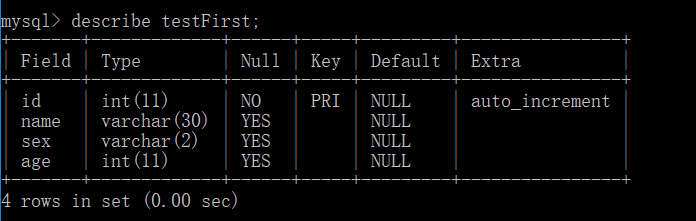 mysql> describe testFirst;
+-------+-------------+------+-----+---------+----------------+
| Field | Type        | Null | Key | Default | Extra          |
+-------+-------------+------+-----+---------+----------------+
| id    | int(11)     | NO   | PRI | NULL    | auto_increment |
| name  | varchar(30) | YES  |     | NULL    |                |
| sex   | varchar(2)  | YES  |     | NULL    |                |
| age   | int(11)     | YES  |     | NULL    |                |
+-------+-------------+------+-----+---------+----------------+
4 rows in set (0.00 sec)